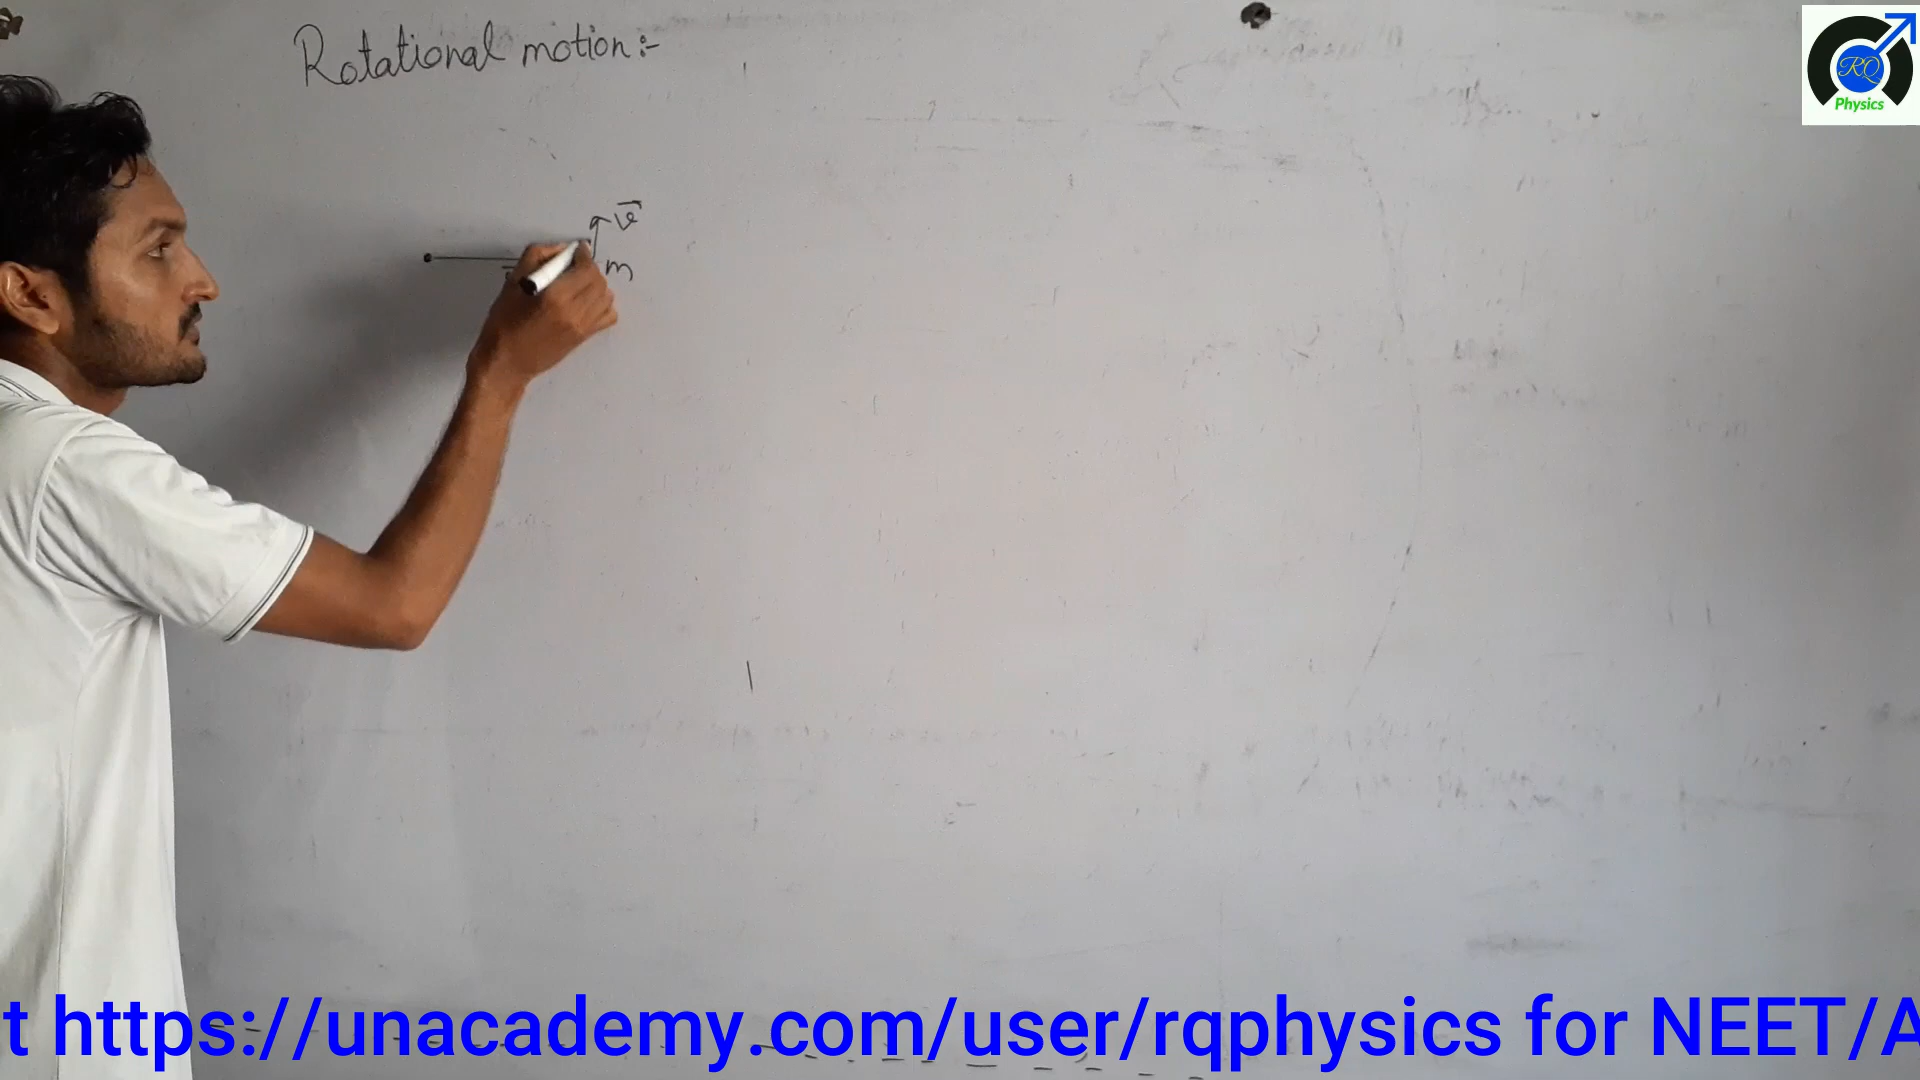 Rotational motion:-
RQ
Physics
v
m
t https://unacademy.com/user/rqphysics for NEET/A